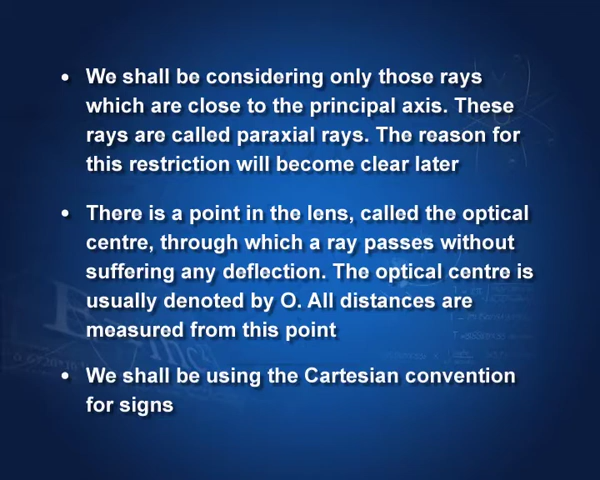 • We shall be considering only those rays
which are close to the principal axis. These
rays are called paraxial rays. The reason for
this restriction will become clear later
• There is a point in the lens, called the optical
centre, through which a ray passes without
suffering any deflection. The optical centre is
usually denoted by O. All distances are
measured from this point
• We shall be using the Cartesian convention
for signs